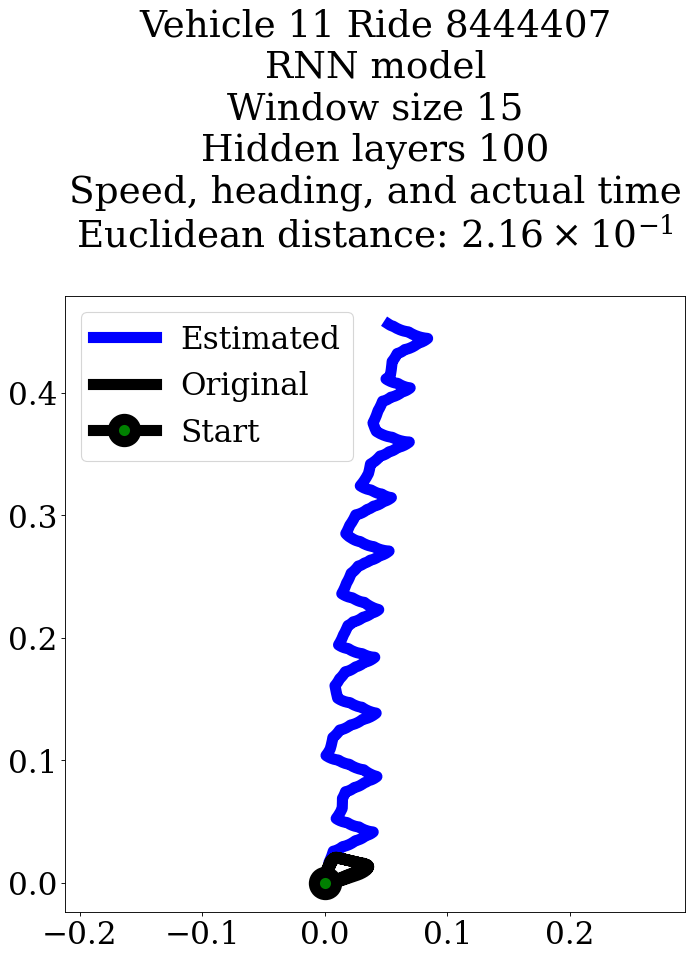 Vehicle 11 Ride 8444407
RNN model
Window size 15
Hidden layers 100
Speed, heading, and actual time
Euclidean distance: 2.16 × 10⁻¹
Estimated
Original
Start
0.4
0.3
0.2
0.1
0.0
−0.2 −0.1 0.0 0.1 0.2